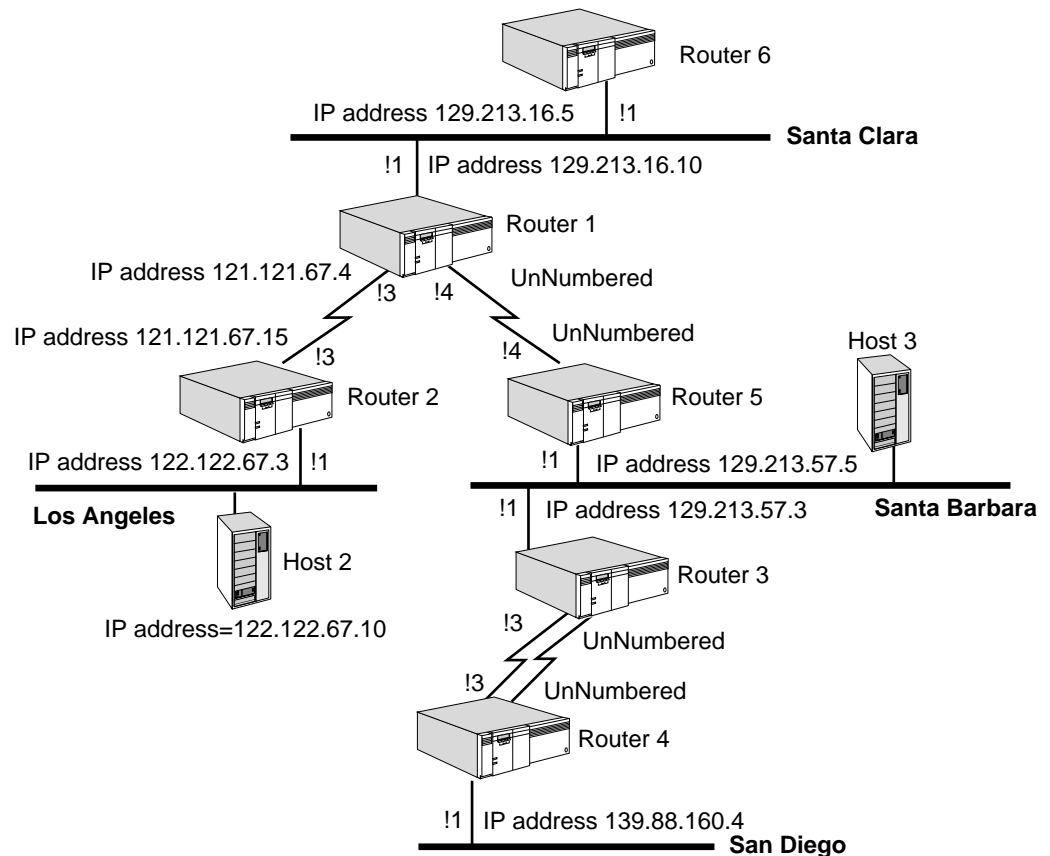 Router 6
IP address 129.213.16.5 !1
Santa Clara
!1 IP address 129.213.16.10
Router 1
IP address 121.121.67.4
!3 !4
UnNumbered
IP address 121.121.67.15
!3
UnNumbered
!4
Host 3
Router 2
Router 5
IP address 122.122.67.3 !1
!1 IP address 129.213.57.5
Los Angeles
Santa Barbara
!1 IP address 129.213.57.3
Host 2
Router 3
IP address=122.122.67.10
!3
UnNumbered
!3
UnNumbered
Router 4
!1 IP address 139.88.160.4
San Diego